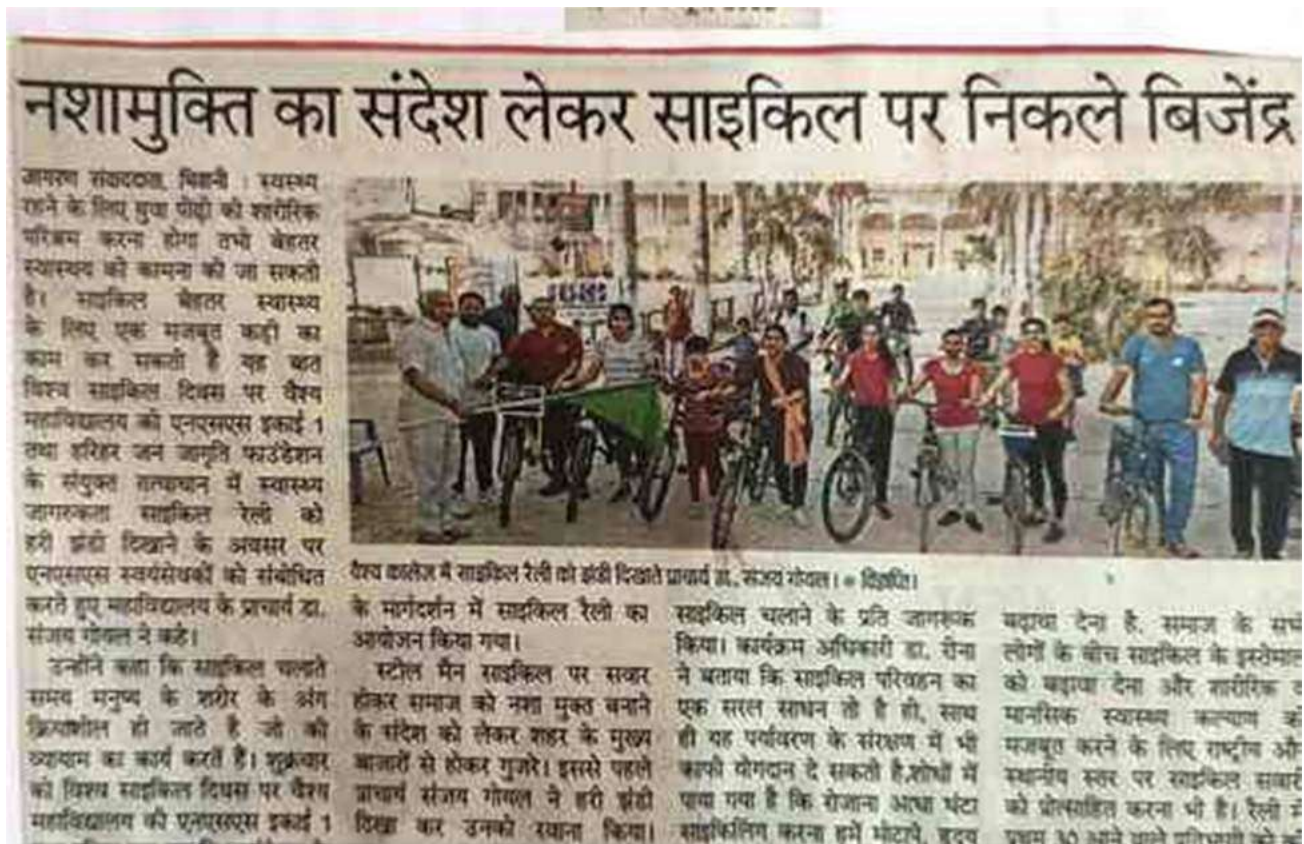 नशामुक्ति का संदेश लेकर साइकिल पर निकले बिजेंद्र
जागरण संवाददाता, भिवानी : स्वस्थ्य
रहने के लिए युवा पीढ़ी को शारीरिक
परिश्रम करना होगा तभी बेहतर
स्वास्थ्य की कामना की जा सकती
है। साइकिल बेहतर स्वास्थ्य
के लिए एक मजबूत कड़ी का
काम कर सकती है यह बात
विश्व साइकिल दिवस पर वैश्य
महाविद्यालय की एनएसएस इकाई 1
तथा हरिहर जन जागृति फाउंडेशन
के संयुक्त तत्वाधान में स्वास्थ्य
जागरुकता साइकिल रैली को
हरी झंडी दिखाने के अवसर पर
एनएसएस स्वयंसेवकों को संबोधित
करते हुए महाविद्यालय के प्राचार्य डा.
संजय गोयल ने कहे।
उन्होंने कहा कि साइकिल चलाते
समय मनुष्य के शरीर के अंग
क्रियाशील हो जाते है जो की
व्यायाम का कार्य करते हैं। शुक्रवार
को विश्व साइकिल दिवस पर वैश्य
महाविद्यालय की एनएसएस इकाई 1
वैश्य कालेज में साइकिल रैली को झंडी दिखाते प्राचार्य डा. संजय गोयल। ● विज्ञप्ति।
के मार्गदर्शन में साइकिल रैली का
आयोजन किया गया।
स्टील मैन साइकिल पर सवार
होकर समाज को नशा मुक्त बनाने
के संदेश को लेकर शहर के मुख्य
बाजारों से होकर गुजरे। इससे पहले
प्राचार्य संजय गोयल ने हरी झंडी
दिखा कर उनको रवाना किया।
साइकिल चलाने के प्रति जागरूक
किया। कार्यक्रम अधिकारी डा. रीना
ने बताया कि साइकिल परिवहन का
एक सरल साधन तो है ही, साथ
ही यह पर्यावरण के संरक्षण में भी
काफी योगदान दे सकती है,शोधों में
पाया गया है कि रोजाना आधा घंटा
साइकिलिंग करना हमें मोटापे, हृदय
बढ़ावा देना है, समाज के सभी
लोगों के बीच साइकिल के इस्तेमाल
को बढ़ावा देना और शारीरिक व
मानसिक स्वास्थ्य कल्याण को
मजबूत करने के लिए राष्ट्रीय और
स्थानीय स्तर पर साइकिल सवारी
को प्रोत्साहित करना भी है। रैली में
प्रथम 30 आने वाले प्रतिभागी को